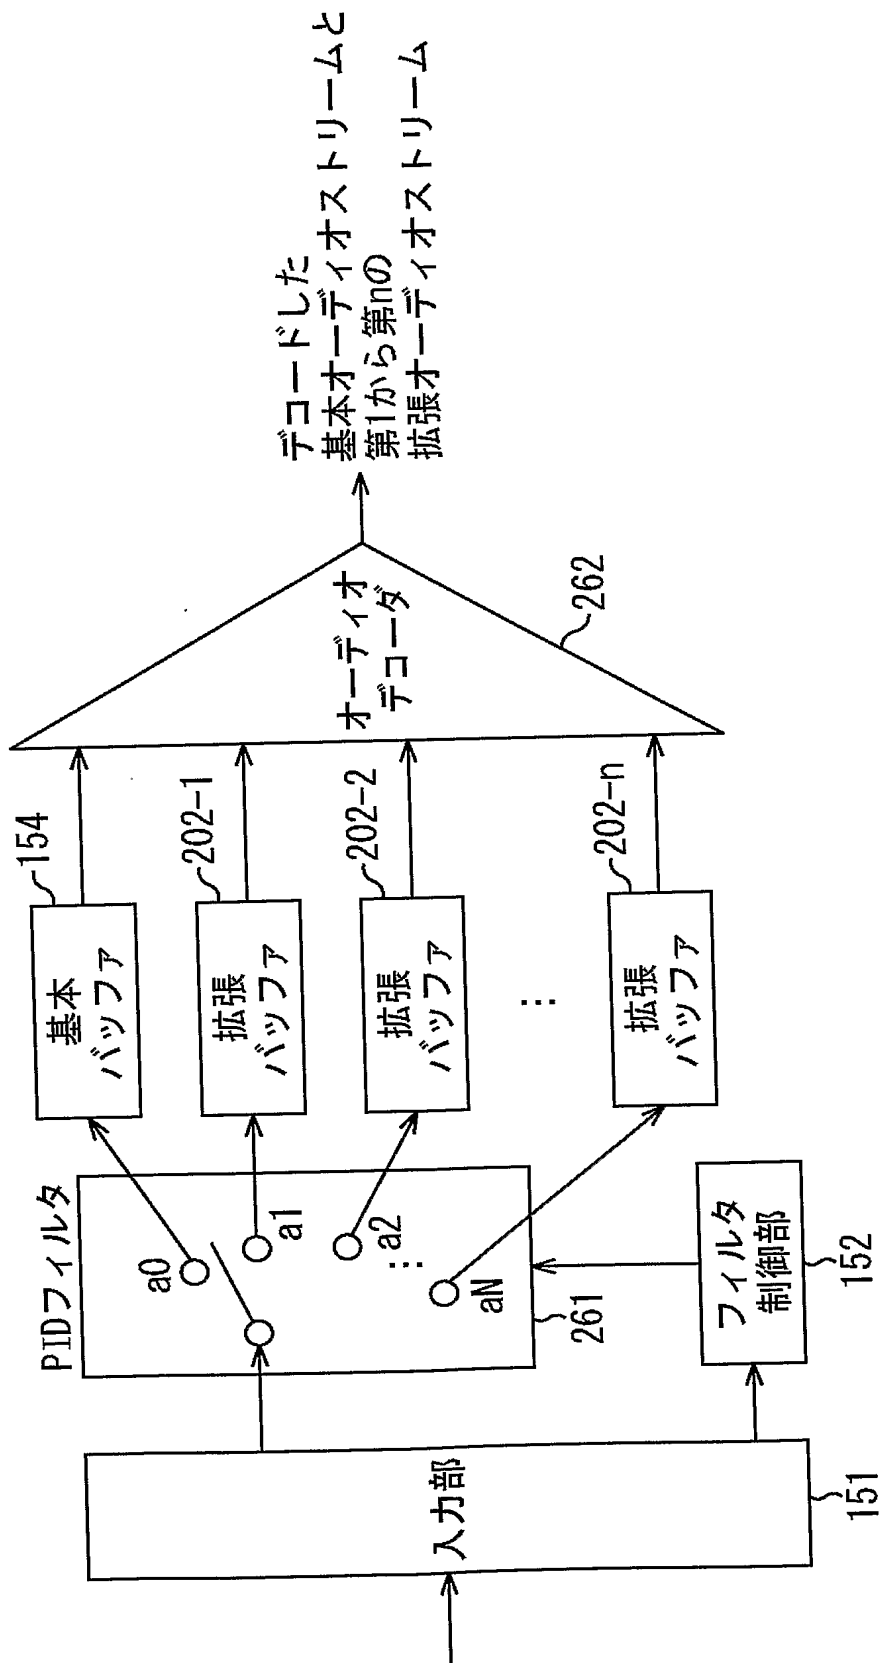 入力部
151
PIDフィルタ
a0
a1
a2
…
aN
261
フィルタ
制御部
152
基本
バッファ
154
拡張
バッファ
202-1
拡張
バッファ
202-2
…
拡張
バッファ
202-n
オーディオ
デコーダ
262
デコードした
基本オーディオストリームと
第1から第nの
拡張オーディオストリーム